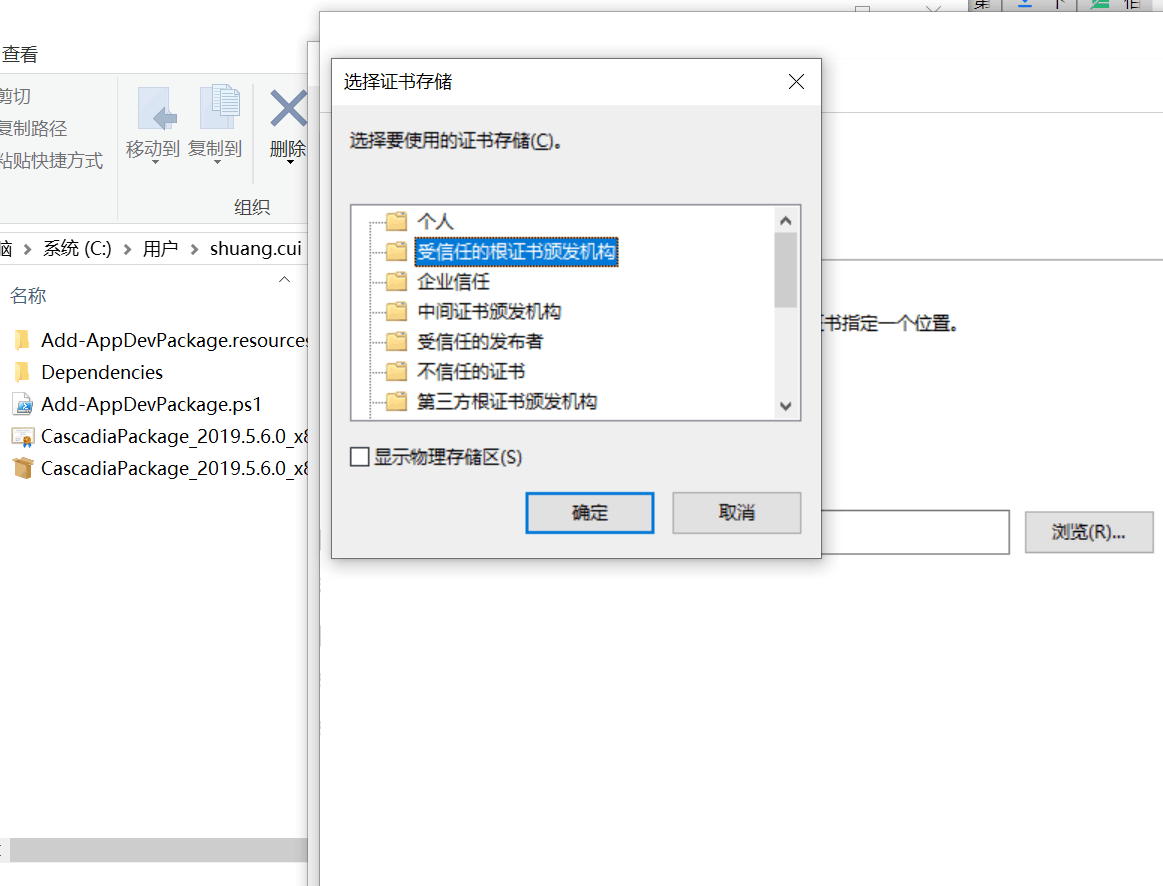 查看
剪切
复制路径
粘贴快捷方式
移动到
复制到
删除
组织
系统 (C:) › 用户 › shuang.cui
名称
Add-AppDevPackage.resources
Dependencies
Add-AppDevPackage.ps1
CascadiaPackage_2019.5.6.0_x8
CascadiaPackage_2019.5.6.0_x8
选择证书存储
选择要使用的证书存储(C)。
个人
受信任的根证书颁发机构
企业信任
中间证书颁发机构
受信任的发布者
不信任的证书
第三方根证书颁发机构
显示物理存储区(S)
确定
取消
证书指定一个位置。
浏览(R)...